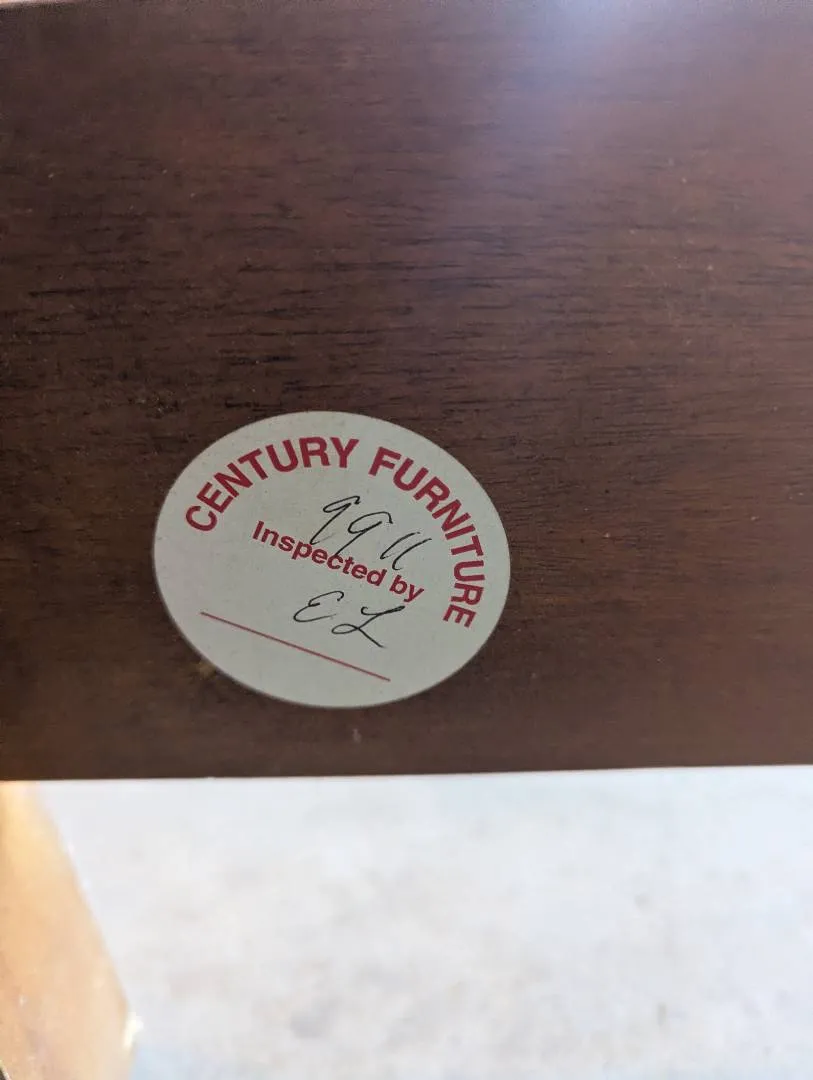 CENTURY FURNITURE
9911
Inspected by
EL